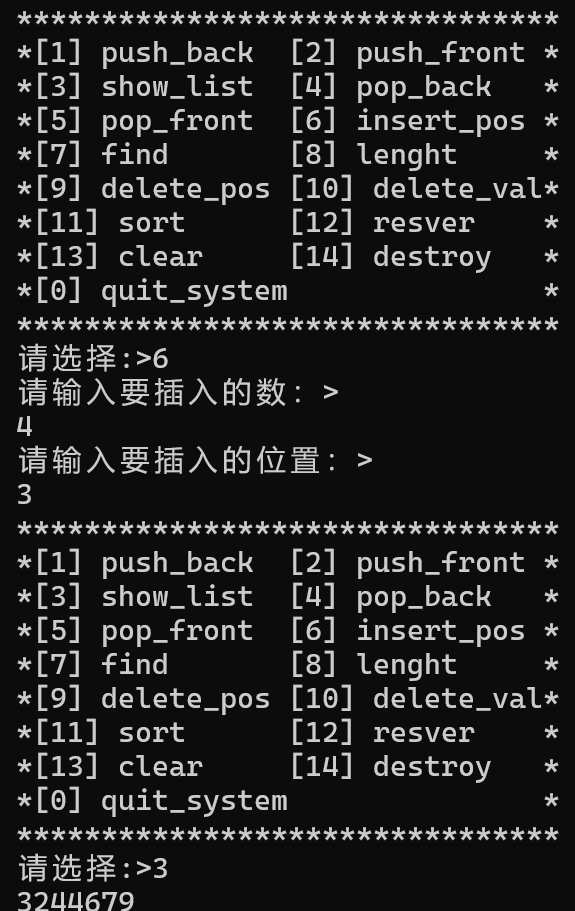 ********************************
*[1] push_back  [2] push_front *
*[3] show_list  [4] pop_back   *
*[5] pop_front  [6] insert_pos *
*[7] find       [8] lenght     *
*[9] delete_pos [10] delete_val*
*[11] sort      [12] resver    *
*[13] clear     [14] destroy   *
*[0] quit_system               *
********************************
请选择:>6
请输入要插入的数：>
4
请输入要插入的位置：>
3
********************************
*[1] push_back  [2] push_front *
*[3] show_list  [4] pop_back   *
*[5] pop_front  [6] insert_pos *
*[7] find       [8] lenght     *
*[9] delete_pos [10] delete_val*
*[11] sort      [12] resver    *
*[13] clear     [14] destroy   *
*[0] quit_system               *
********************************
请选择:>3
3244679